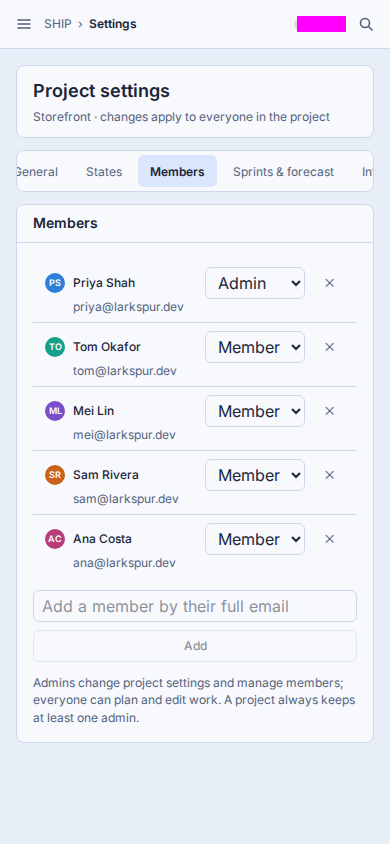 SHIP › Settings
Project settings
Storefront · changes apply to everyone in the project
General States Members Sprints & forecast
Members
PS Priya Shah Admin
priya@larkspur.dev
TO Tom Okafor Member
tom@larkspur.dev
ML Mei Lin Member
mei@larkspur.dev
SR Sam Rivera Member
sam@larkspur.dev
AC Ana Costa Member
ana@larkspur.dev
Add a member by their full email
Add
Admins change project settings and manage members;
everyone can plan and edit work. A project always keeps
at least one admin.